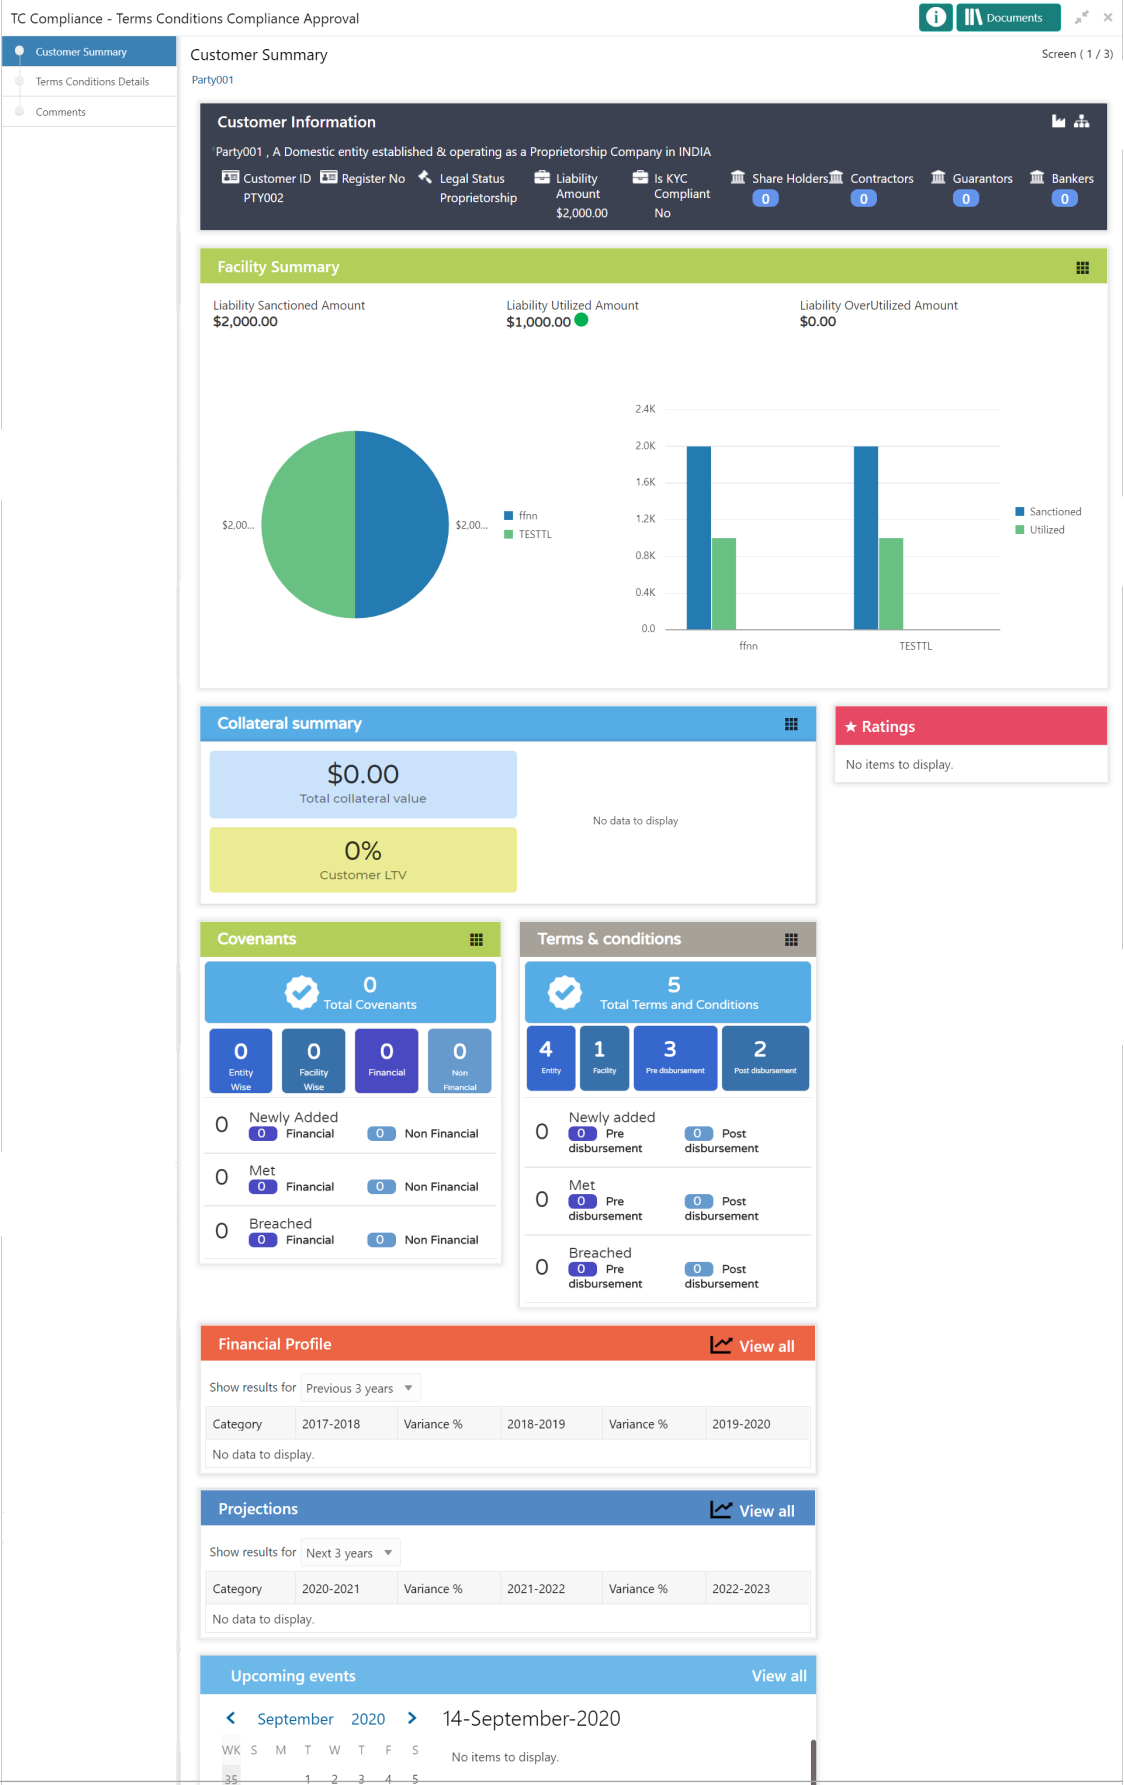 TC Compliance - Terms Conditions Compliance Approval
Documents
Customer Summary
Terms Conditions Details
Comments
Customer Summary
Screen ( 1 / 3)
Party001
Customer Information
Party001 , A Domestic entity established & operating as a Proprietorship Company in INDIA
Customer ID
PTY002
Register No
Legal Status
Proprietorship
Liability
Amount
$2,000.00
Is KYC
Compliant
No
Share Holders
0
Contractors
0
Guarantors
0
Bankers
0
Facility Summary
Liability Sanctioned Amount
$2,000.00
Liability Utilized Amount
$1,000.00
Liability OverUtilized Amount
$0.00
$2,00...
$2,00...
ffnn
TESTTL
2.4K
2.0K
1.6K
1.2K
0.8K
0.4K
0.0
ffnn
TESTTL
Sanctioned
Utilized
Collateral summary
$0.00
Total collateral value
0%
Customer LTV
No data to display
Ratings
No items to display.
Covenants
0
Total Covenants
0
Entity
Wise
0
Facility
Wise
0
Financial
0
Non
Financial
0
Newly Added
0 Financial
0 Non Financial
0
Met
0 Financial
0 Non Financial
0
Breached
0 Financial
0 Non Financial
Terms & conditions
5
Total Terms and Conditions
4
Entity
1
Facility
3
Pre disbursement
2
Post disbursement
0
Newly added
0 Pre
disbursement
0 Post
disbursement
0
Met
0 Pre
disbursement
0 Post
disbursement
0
Breached
0 Pre
disbursement
0 Post
disbursement
Financial Profile
View all
Show results for Previous 3 years
Category 2017-2018 Variance % 2018-2019 Variance % 2019-2020
No data to display.
Projections
View all
Show results for Next 3 years
Category 2020-2021 Variance % 2021-2022 Variance % 2022-2023
No data to display.
Upcoming events
View all
September 2020
WK S M T W T F S
35 1 2 3 4 5
14-September-2020
No items to display.